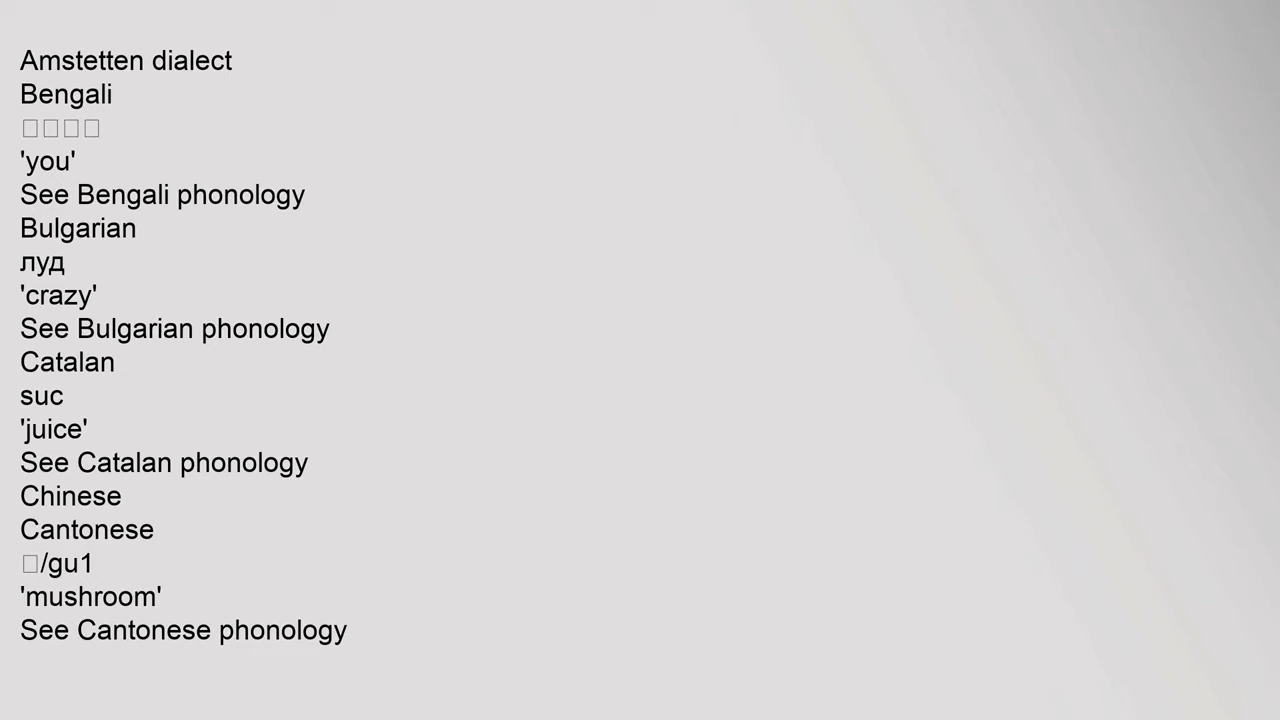 Amstetten dialect
Bengali
'you'
See Bengali phonology
Bulgarian
луд
'crazy'
See Bulgarian phonology
Catalan
suc
'juice'
See Catalan phonology
Chinese
Cantonese
/gu1
'mushroom'
See Cantonese phonology